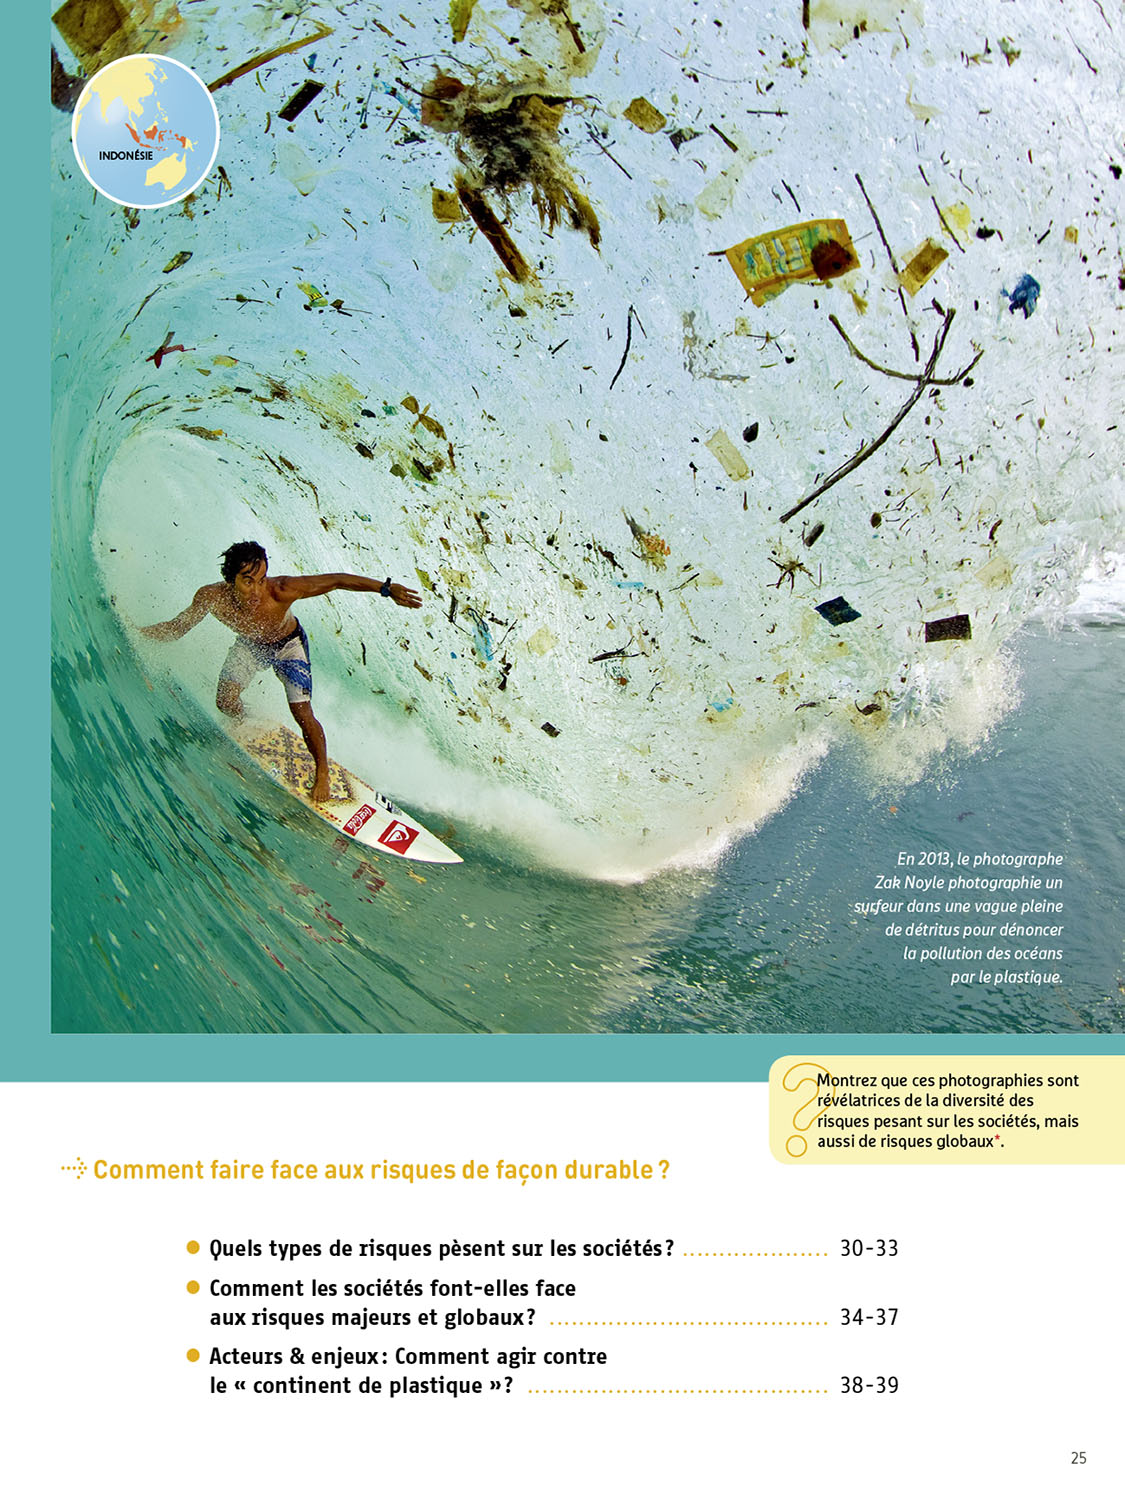 INDONÉSIE
Coca-Cola
En 2013, le photographe
Zak Noyle photographie un
surfeur dans une vague pleine
de détritus pour dénoncer
la pollution des océans
par le plastique.
?
Montrez que ces photographies sont
révélatrices de la diversité des
risques pesant sur les sociétés, mais
aussi de risques globaux*.
Comment faire face aux risques de façon durable ?
● Quels types de risques pèsent sur les sociétés ? .................... 30-33
● Comment les sociétés font-elles face
aux risques majeurs et globaux ? ...................................... 34-37
● Acteurs & enjeux : Comment agir contre
le « continent de plastique » ? ......................................... 38-39
25